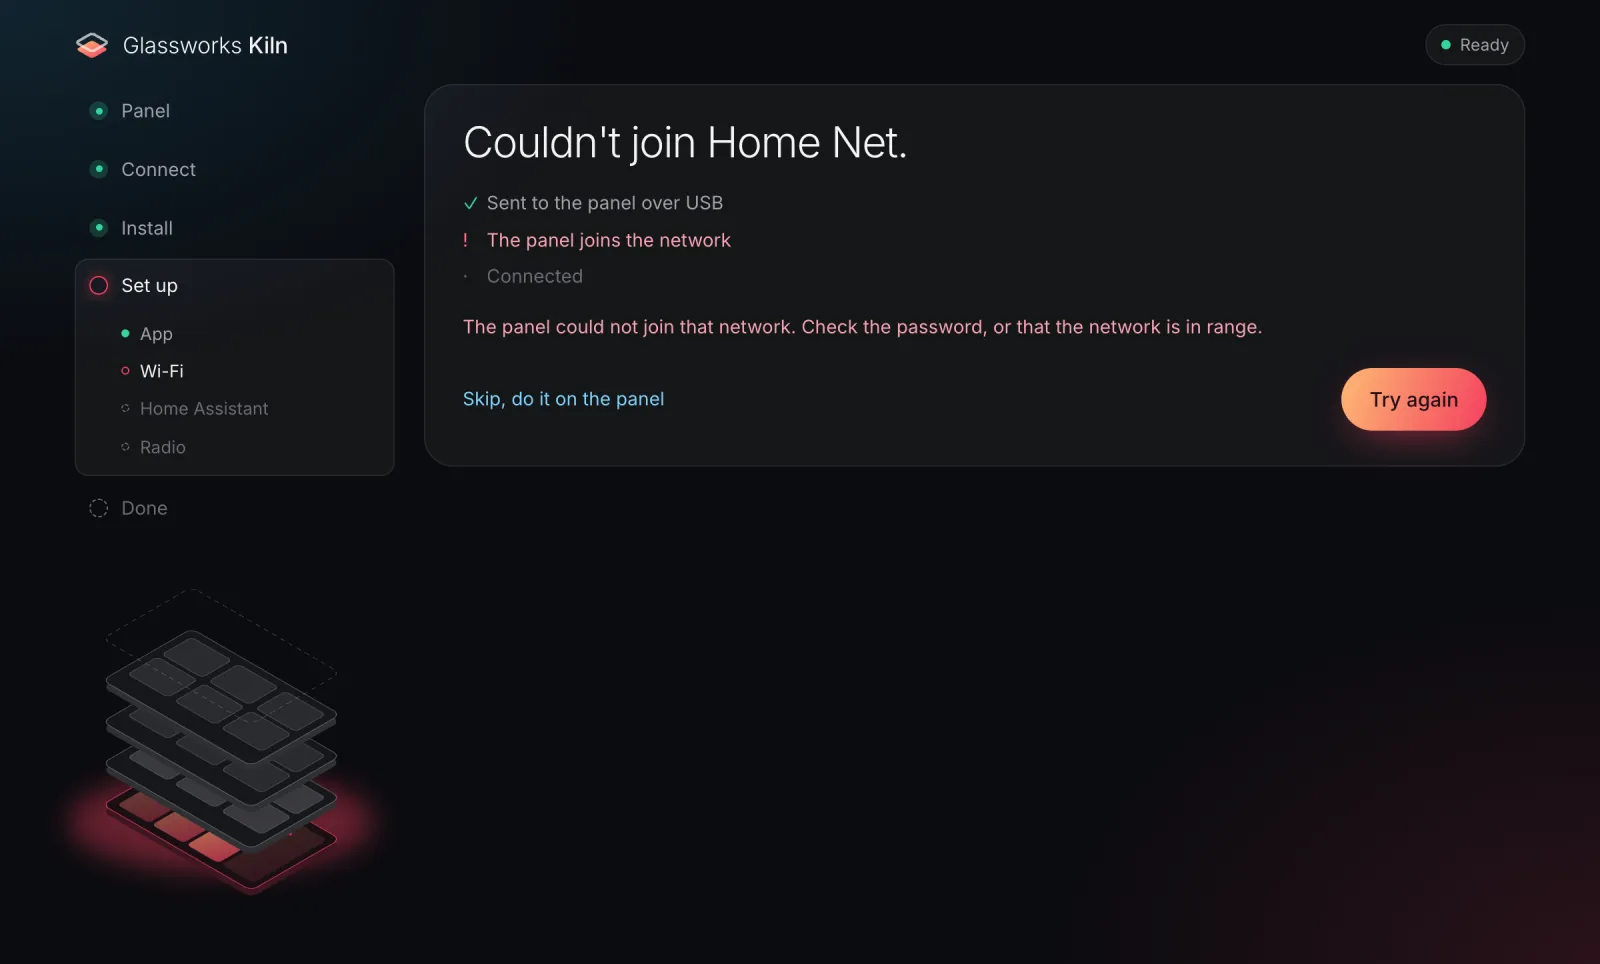 Glassworks Kiln
Ready
Panel
Connect
Install
Set up
App
Wi-Fi
Home Assistant
Radio
Done
Couldn't join Home Net.
✓ Sent to the panel over USB
! The panel joins the network
· Connected
The panel could not join that network. Check the password, or that the network is in range.
Skip, do it on the panel
Try again